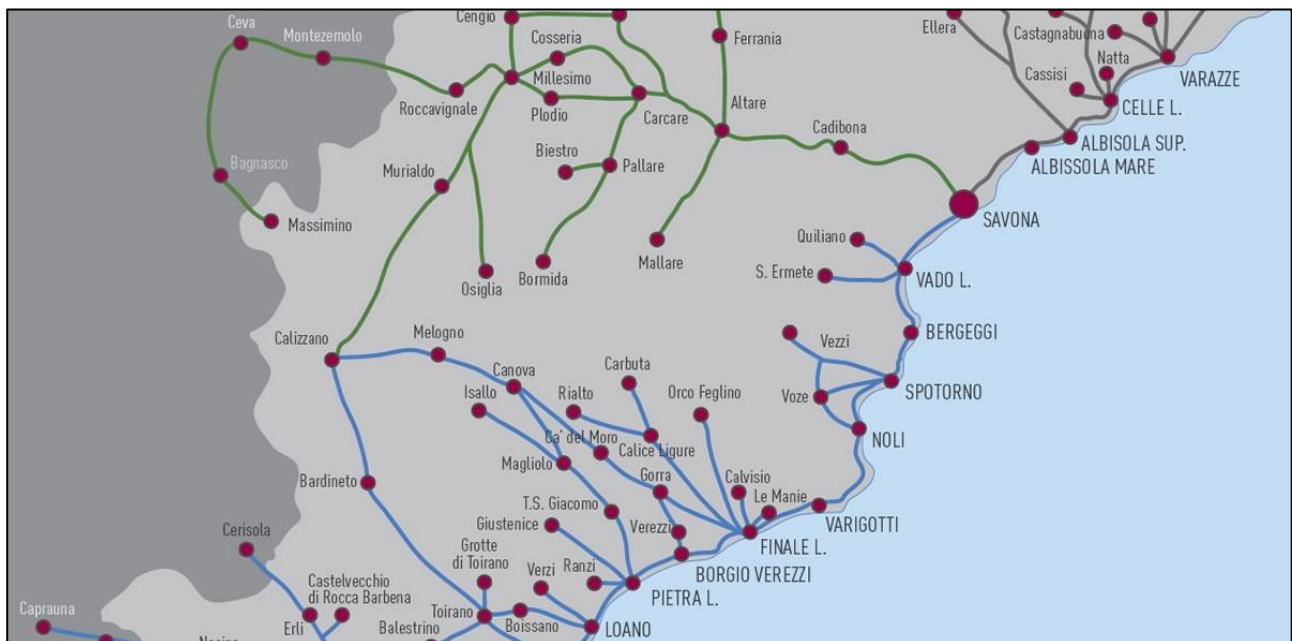 Ceva
Montezemolo
Cengio
Cosseria
Ferrania
Ellera
Castagnabuona
Natta
Cassisi
VARAZZE
CELLE L.
Roccavignale
Millesimo
Plodio
Carcare
Altare
Cadibona
ALBISOLA SUP.
ALBISSOLA MARE
Bagnasco
Murialdo
Biestro
Pallare
Massimino
SAVONA
Osiglia
Bormida
Mallare
Quiliano
S. Ermete
VADO L.
Calizzano
Melogno
BERGEGGI
Vezzi
Canova
Carbuta
Isallo
Rialto
Orco Feglino
Voze
SPOTORNO
Ca' del Moro
Calice Ligure
NOLI
Magliolo
Gorra
Calvisio
Bardineto
T.S. Giacomo
Le Manie
VARIGOTTI
Giustenice
Verezzi
Cerisola
FINALE L.
Grotte
di Toirano
Verzi
Ranzi
BORGIO VEREZZI
Castelvecchio
di Rocca Barbena
PIETRA L.
Caprauna
Erli
Toirano
Balestrino
Boissano
LOANO